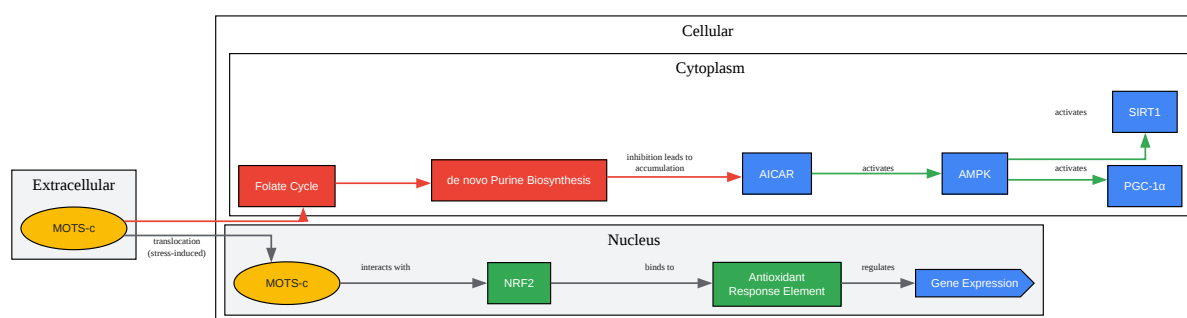 Cellular
Cytoplasm
activates
SIRT1
Folate Cycle
de novo Purine Biosynthesis
inhibition leads to
accumulation
AICAR
activates
AMPK
activates
PGC-1α
Extracellular
MOTS-c
translocation
(stress-induced)
Nucleus
MOTS-c
interacts with
NRF2
binds to
Antioxidant
Response Element
regulates
Gene Expression